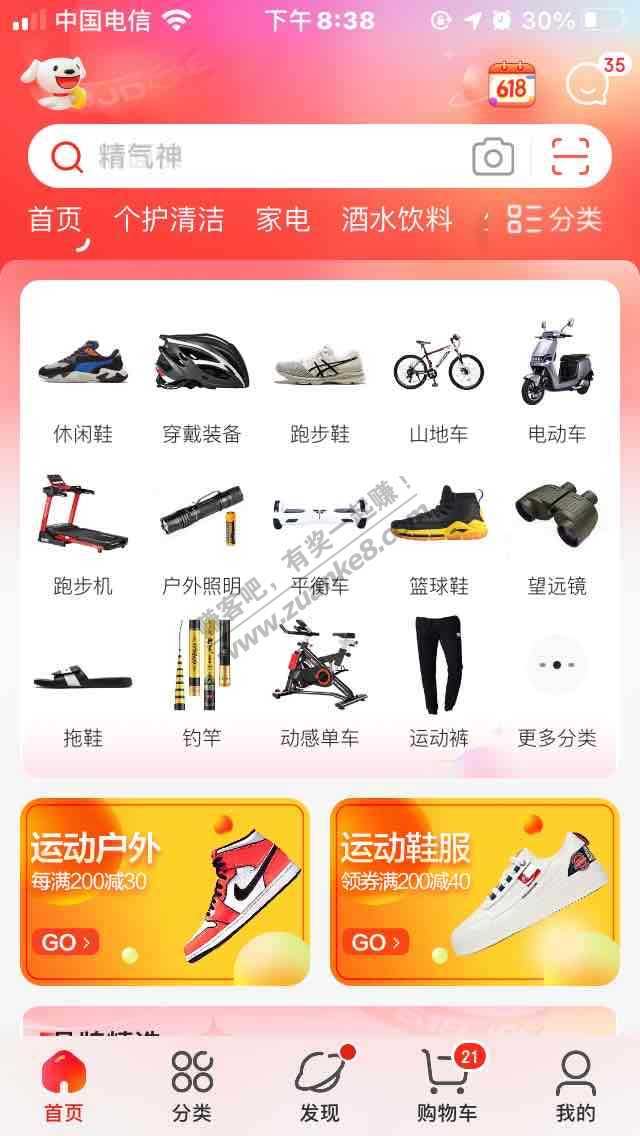 中国电信 下午8:38 30%
618 35
精气神
首页 个护清洁 家电 酒水饮料 分类
休闲鞋 穿戴装备 跑步鞋 山地车 电动车
跑步机 户外照明 平衡车 篮球鞋 望远镜
赚客吧，有奖一起赚！
www.zuanke8.com
拖鞋 钓竿 动感单车 运动裤 更多分类
运动户外 运动鞋服
每满200减30 领券满200减40
GO > GO >
首页 分类 发现 购物车 21 我的